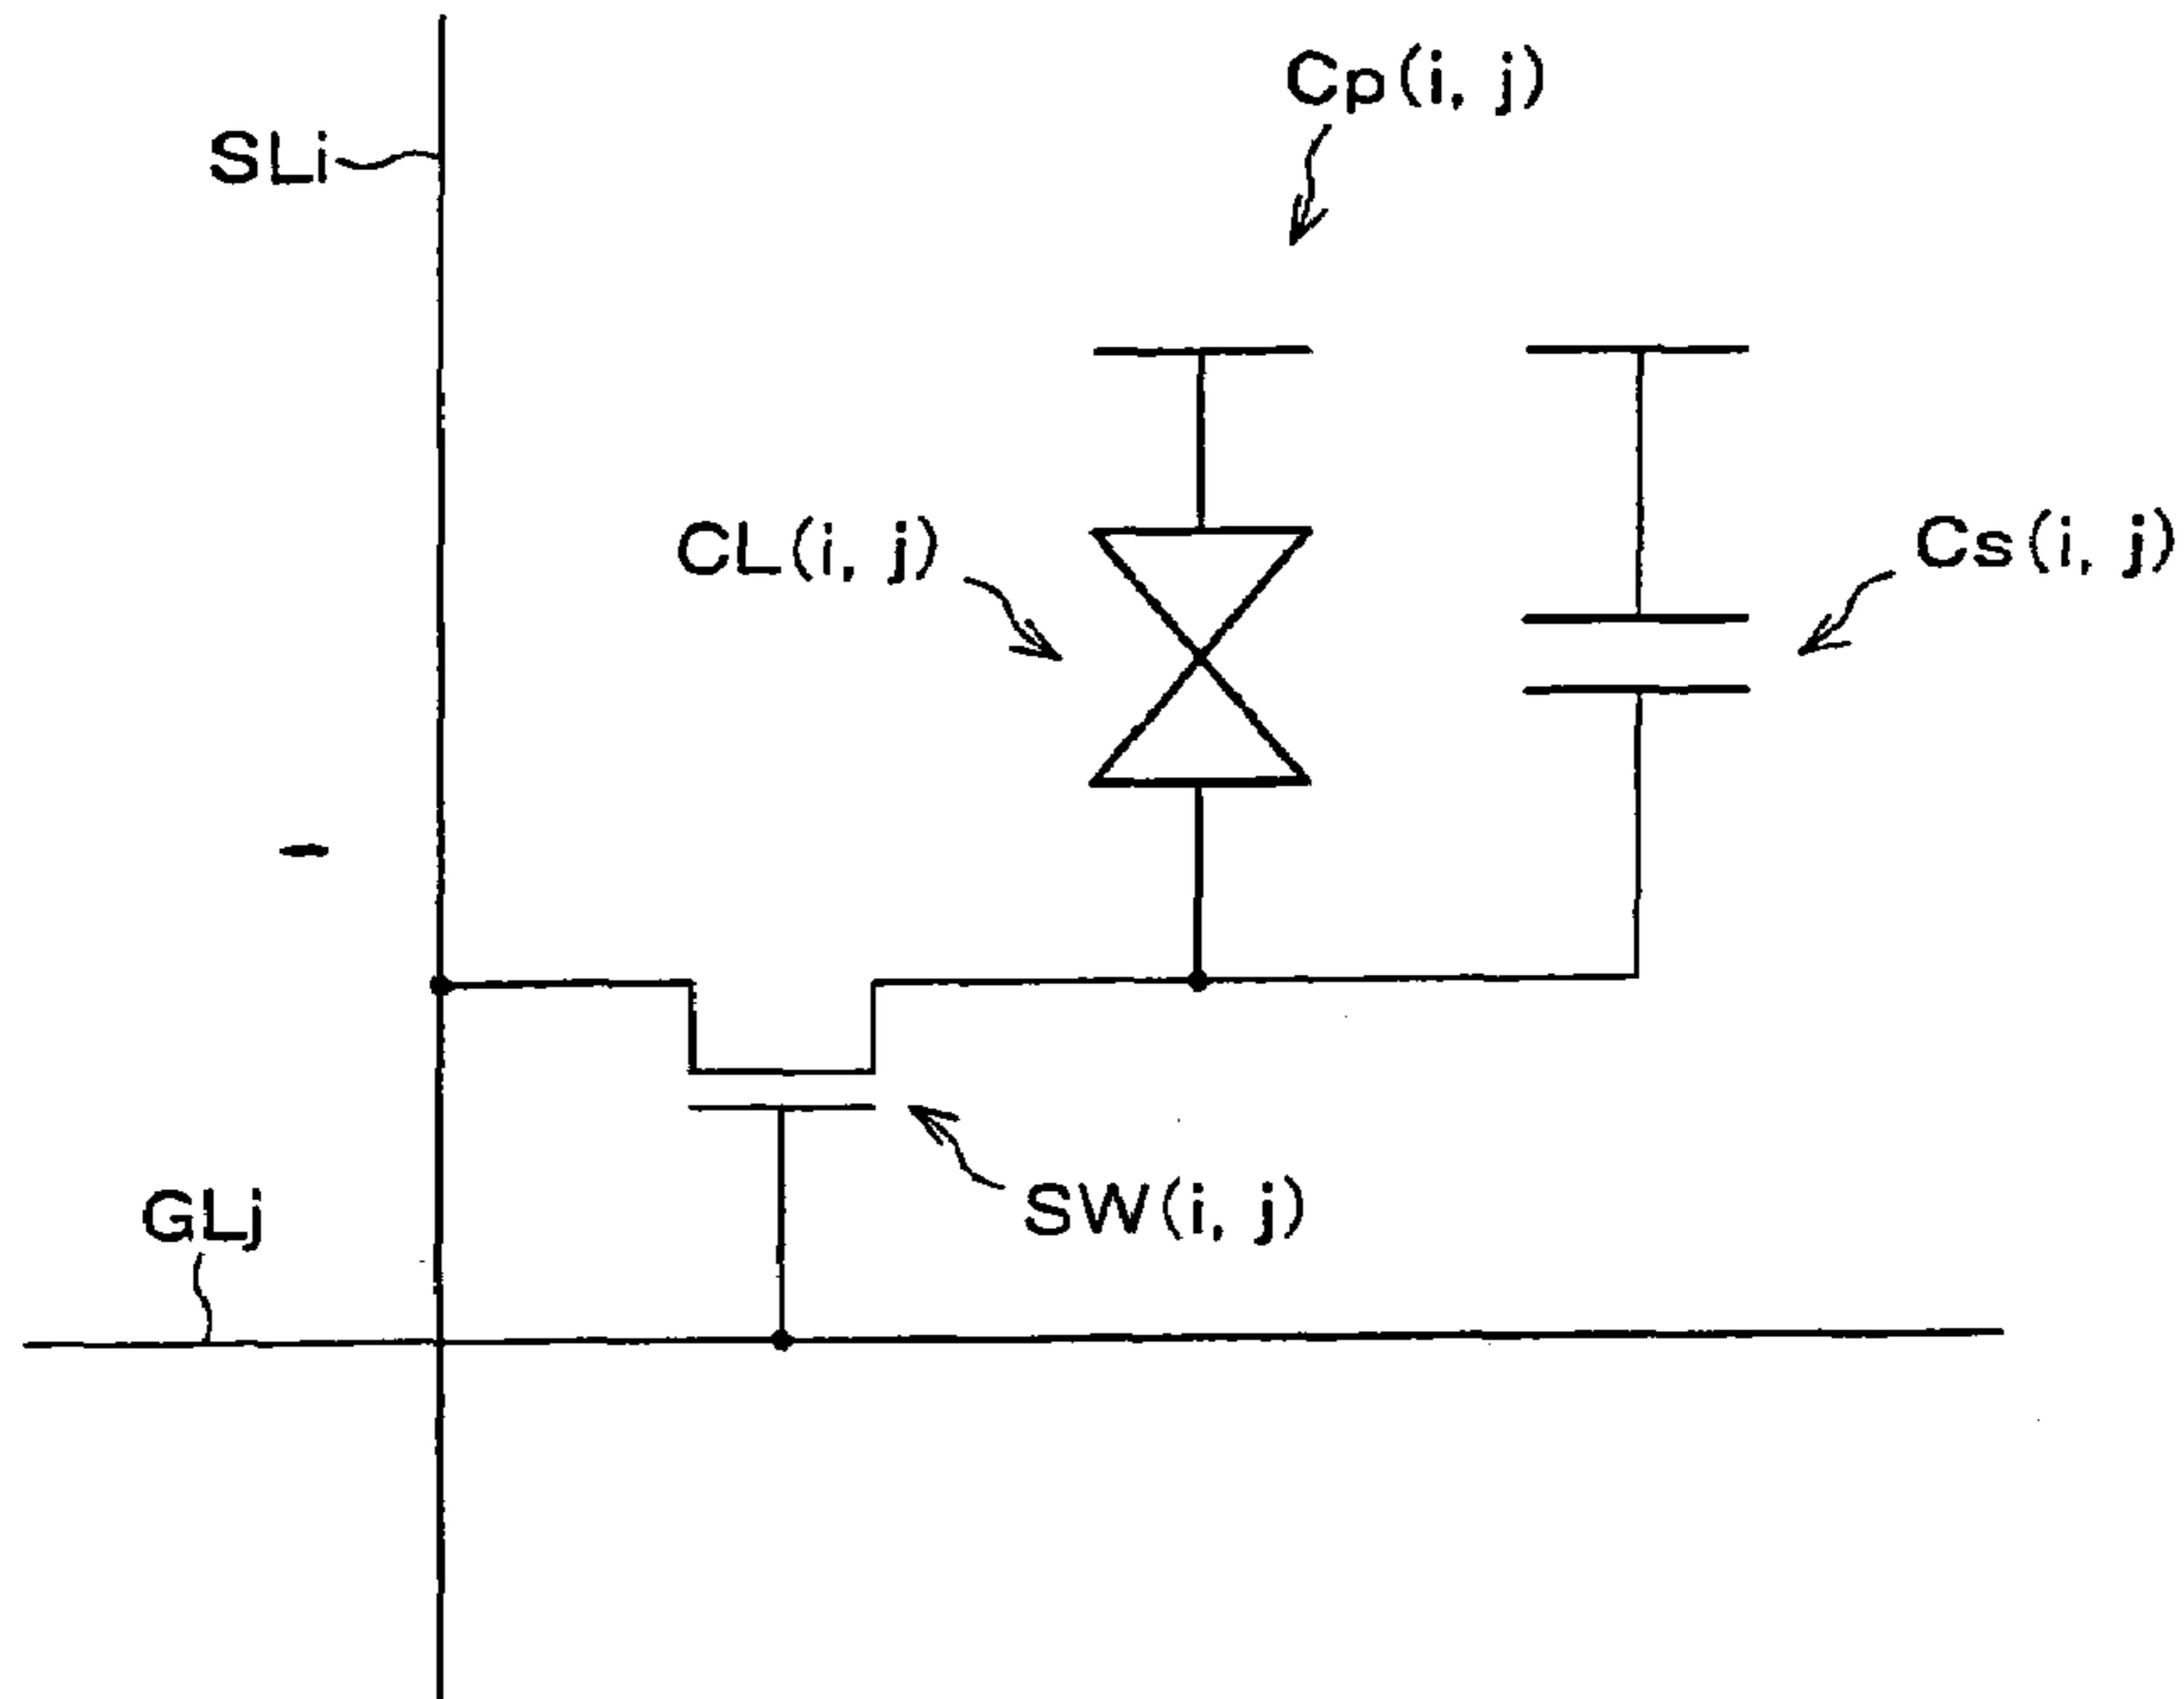 Cp(i, j)
SLi
CL(i, j)
Cs(i, j)
SW(i, j)
GLj